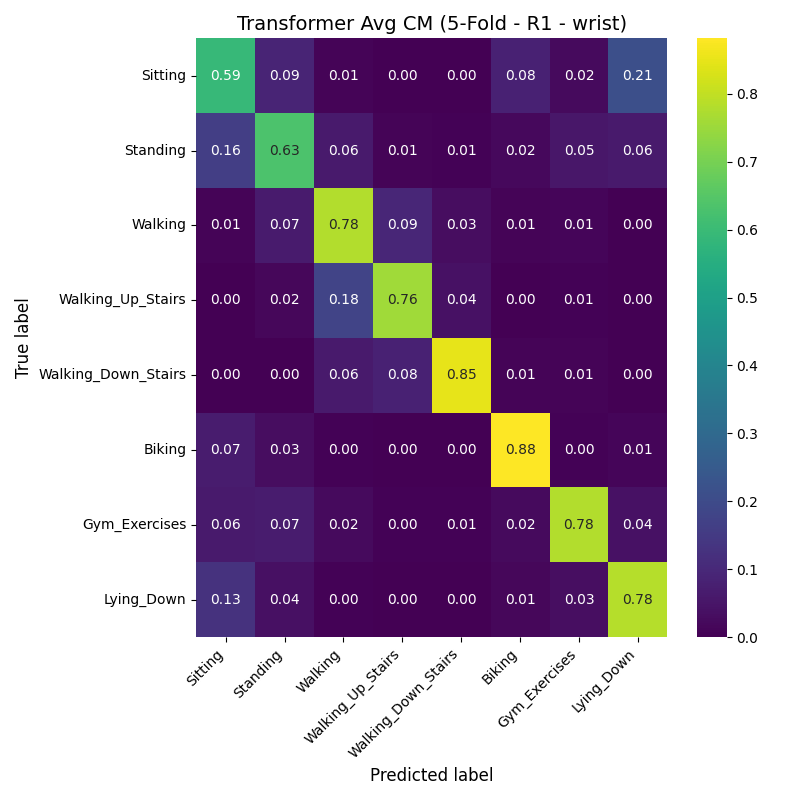 Transformer Avg CM (5-Fold - R1 - wrist)
True label
Sitting 0.59 0.09 0.01 0.00 0.00 0.08 0.02 0.21
Standing 0.16 0.63 0.06 0.01 0.01 0.02 0.05 0.06
Walking 0.01 0.07 0.78 0.09 0.03 0.01 0.01 0.00
Walking_Up_Stairs 0.00 0.02 0.18 0.76 0.04 0.00 0.01 0.00
Walking_Down_Stairs 0.00 0.00 0.06 0.08 0.85 0.01 0.01 0.00
Biking 0.07 0.03 0.00 0.00 0.00 0.88 0.00 0.01
Gym_Exercises 0.06 0.07 0.02 0.00 0.01 0.02 0.78 0.04
Lying_Down 0.13 0.04 0.00 0.00 0.00 0.01 0.03 0.78
Sitting
Standing
Walking
Walking_Up_Stairs
Walking_Down_Stairs
Biking
Gym_Exercises
Lying_Down
Predicted label
0.8
0.7
0.6
0.5
0.4
0.3
0.2
0.1
0.0